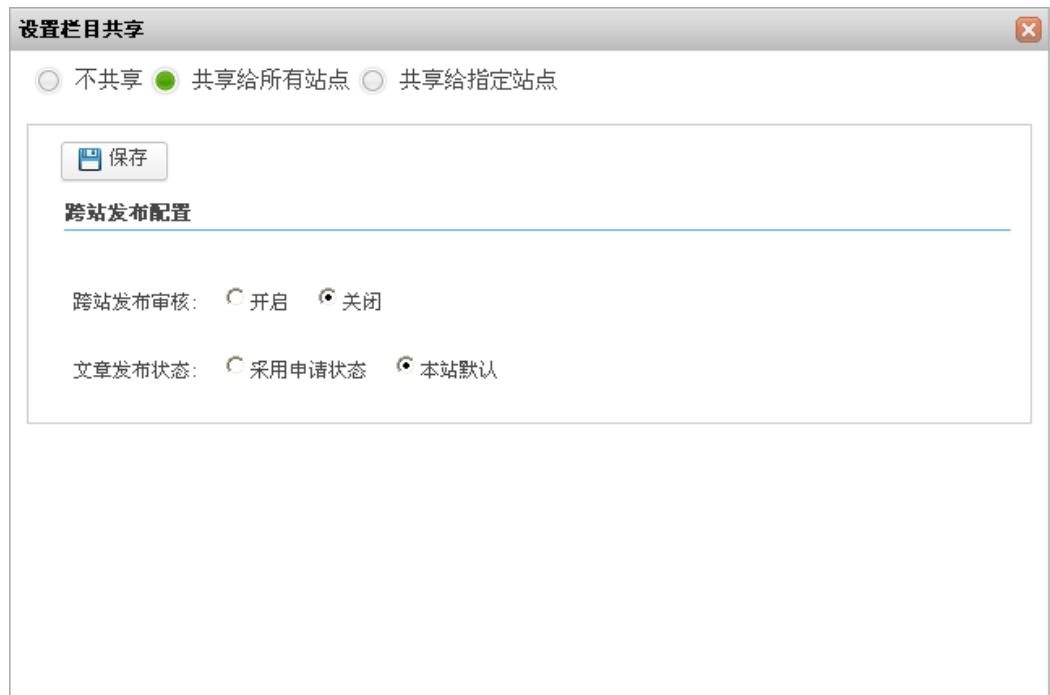 设置栏目共享
不共享 共享给所有站点 共享给指定站点
保存
跨站发布配置
跨站发布审核: 开启 关闭
文章发布状态: 采用申请状态 本站默认